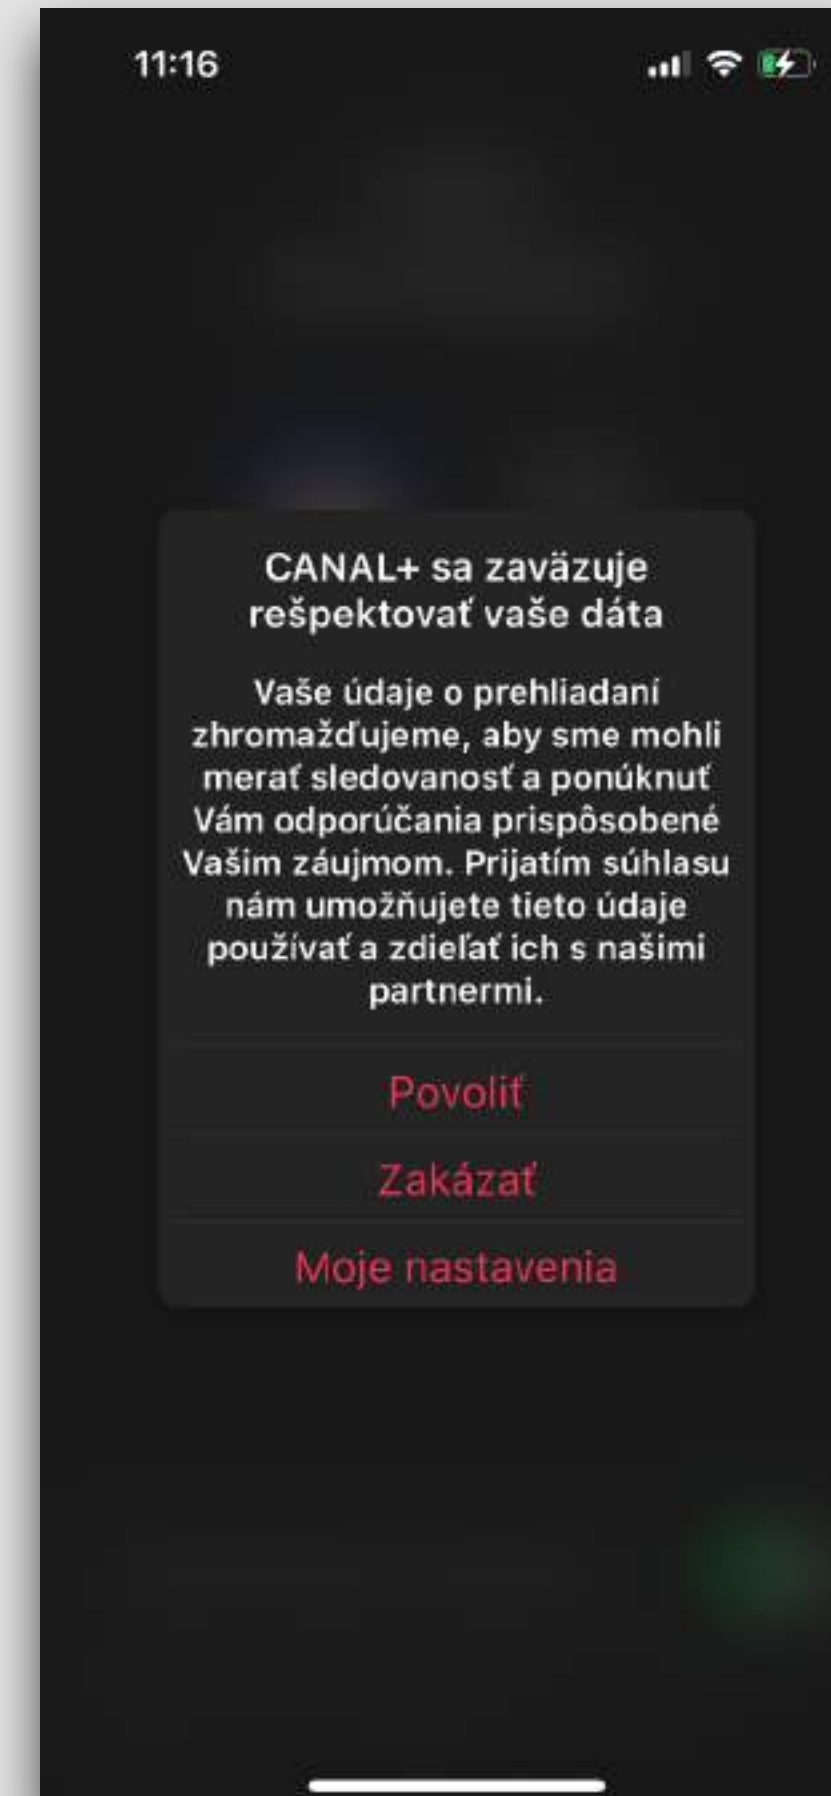 11:16
CANAL+ sa zaväzuje
rešpektovať vaše dáta
Vaše údaje o prehliadaní
zhromažďujeme, aby sme mohli
merať sledovanosť a ponúknuť
Vám odporúčania prispôsobené
Vašim záujmom. Prijatím súhlasu
nám umožňujete tieto údaje
používať a zdieľať ich s našimi
partnermi.
Povoliť
Zakázať
Moje nastavenia